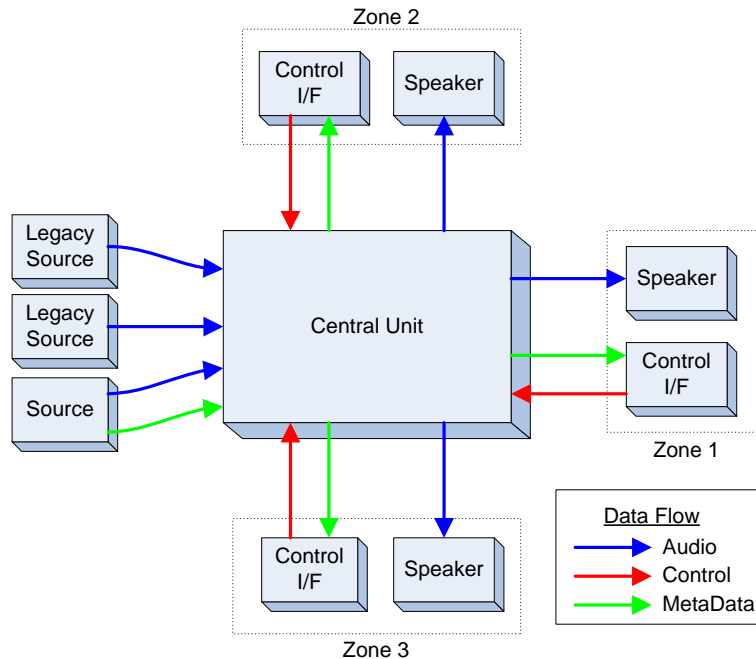 Zone 2
Control
I/F
Speaker
Legacy
Source
Legacy
Source
Source
Central Unit
Speaker
Control
I/F
Zone 1
Control
I/F
Speaker
Zone 3
Data Flow
Audio
Control
MetaData